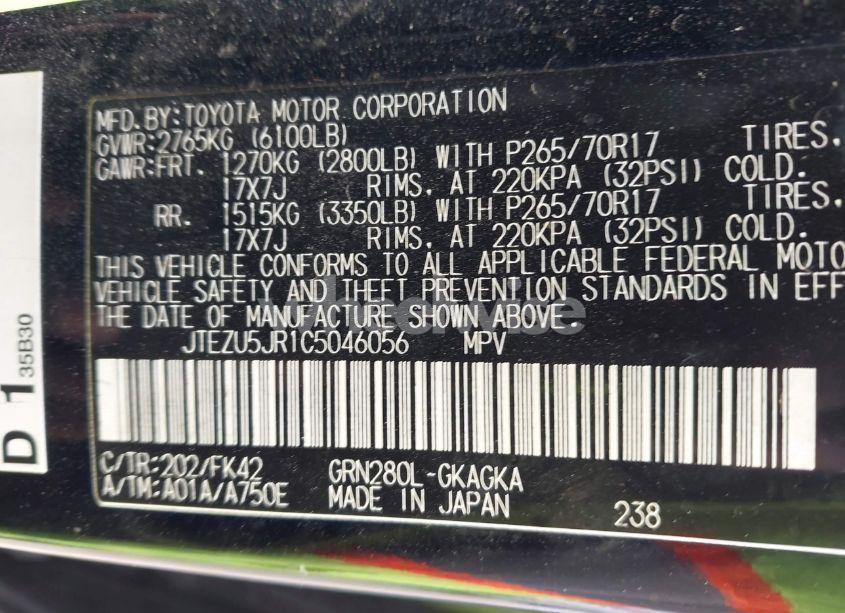 MFD.BY:TOYOTA MOTOR CORPORATION
GVWR:2765KG (6100LB)
GAWR:FRT. 1270KG (2800LB) WITH P265/70R17 TIRES,
17X7J RIMS, AT 220KPA (32PSI) COLD.
RR. 1515KG (3350LB) WITH P265/70R17 TIRES,
17X7J RIMS, AT 220KPA (32PSI) COLD.
THIS VEHICLE CONFORMS TO ALL APPLICABLE FEDERAL MOTO
VEHICLE SAFETY AND THEFT PREVENTION STANDARDS IN EFF
THE DATE OF MANUFACTURE SHOWN ABOVE.
JTEZU5JR1C5046056 MPV
C/TR:202/FK42 GRN280L-GKAGKA
A/TM:A01A/A750E MADE IN JAPAN
238
D 1
35B30